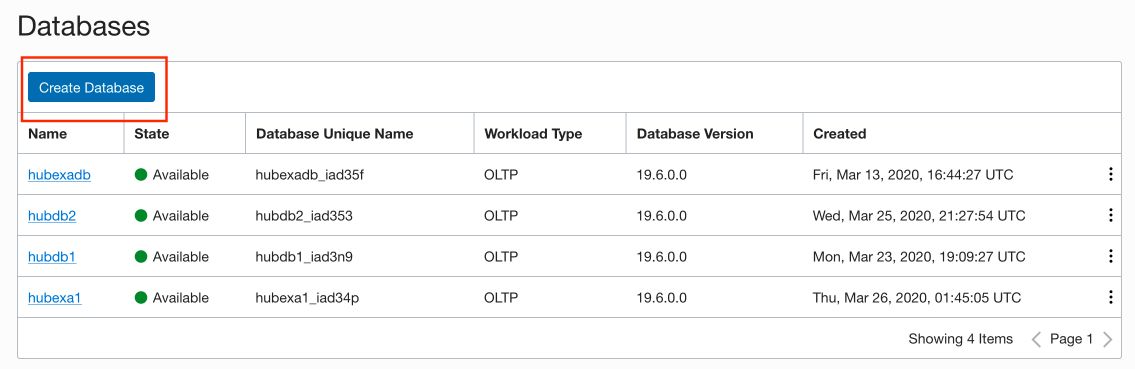 Databases
Create Database
Name State Database Unique Name Workload Type Database Version Created
hubexadb Available hubexadb_iad35f OLTP 19.6.0.0 Fri, Mar 13, 2020, 16:44:27 UTC
hubdb2 Available hubdb2_iad353 OLTP 19.6.0.0 Wed, Mar 25, 2020, 21:27:54 UTC
hubdb1 Available hubdb1_iad3n9 OLTP 19.6.0.0 Mon, Mar 23, 2020, 19:09:27 UTC
hubexa1 Available hubexa1_iad34p OLTP 19.6.0.0 Thu, Mar 26, 2020, 01:45:05 UTC
Showing 4 Items Page 1